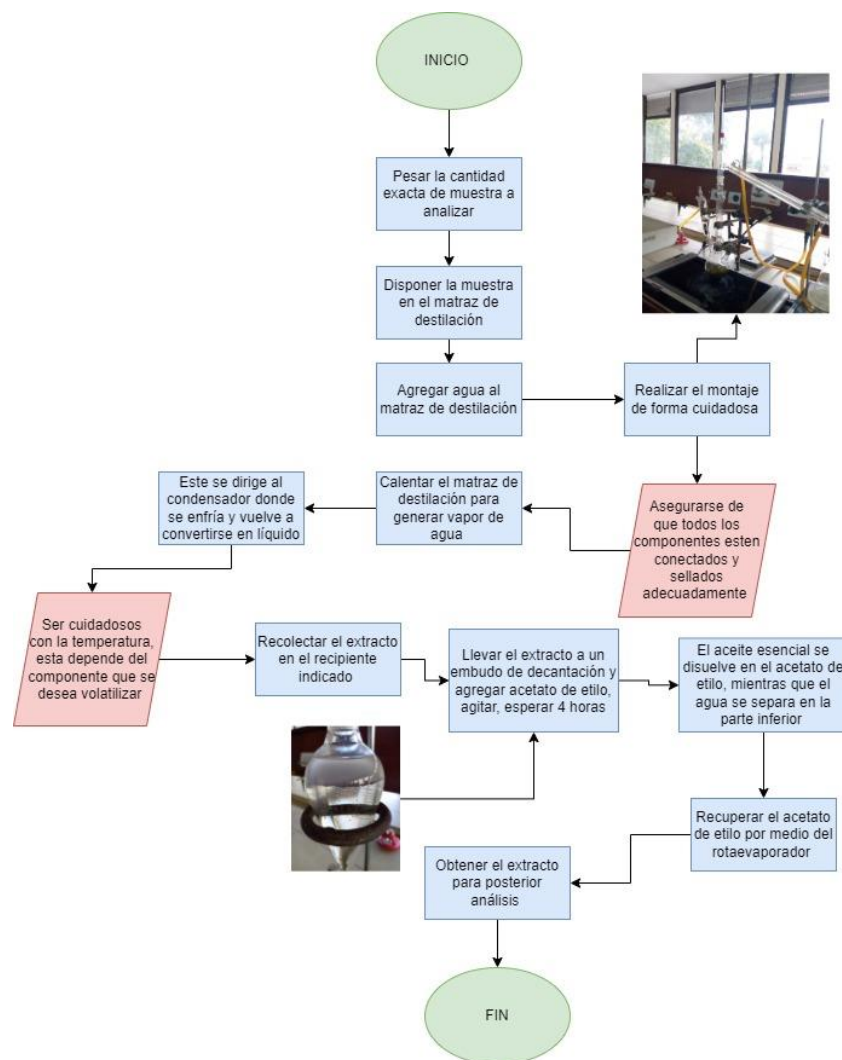 INICIO
Pesar la cantidad
exacta de muestra a
analizar
Disponer la muestra
en el matraz de
destilación
Agregar agua al
matraz de destilación
Realizar el montaje
de forma cuidadosa
Asegurarse de
que todos los
componentes esten
conectados y
sellados
adecuadamente
Calentar el matraz de
destilación para
generar vapor de
agua
Este se dirige al
condensador donde
se enfría y vuelve a
convertirse en líquido
Ser cuidadosos
con la temperatura,
esta depende del
componente que se
desea volatilizar
Recolectar el extracto
en el recipiente
indicado
Llevar el extracto a un
embudo de decantación y
agregar acetato de etilo,
agitar, esperar 4 horas
El aceite esencial se
disuelve en el acetato de
etilo, mientras que el
agua se separa en la
parte inferior
Recuperar el acetato
de etilo por medio del
rotaevaporador
Obtener el extracto
para posterior
análisis
FIN